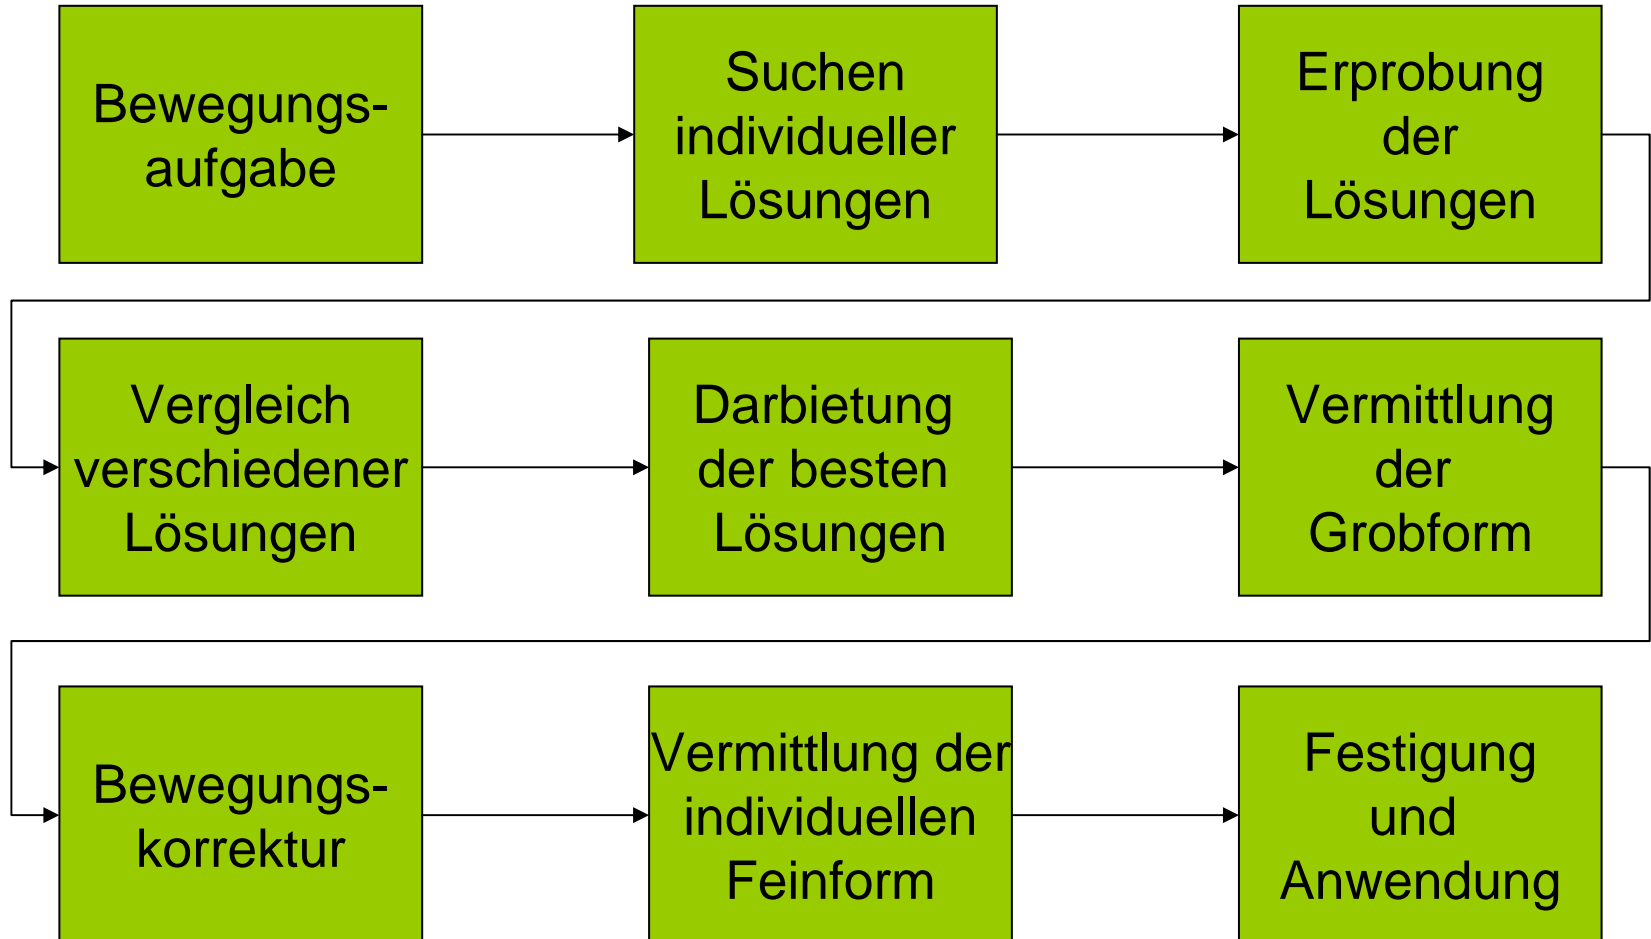 Bewegungs-
aufgabe
Suchen
individueller
Lösungen
Erprobung
der
Lösungen
Vergleich
verschiedener
Lösungen
Darbietung
der besten
Lösungen
Vermittlung
der
Grobform
Bewegungs-
korrektur
Vermittlung der
individuellen
Feinform
Festigung
und
Anwendung